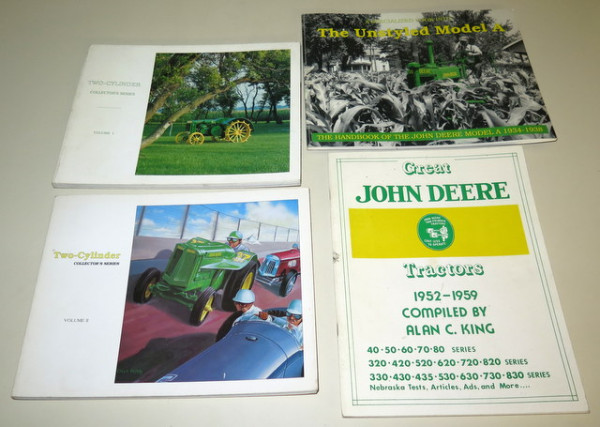 TWO-CYLINDER
COLLECTOR'S SERIES
VOLUME I
The Unstyled Model A
THE HANDBOOK OF THE JOHN DEERE MODEL A 1934-1938
Two-Cylinder
COLLECTOR'S SERIES
VOLUME II
Great
JOHN DEERE
Tractors
1952-1959
COMPILED BY
ALAN C. KING
40-50-60-70-80 SERIES
320-420-520-620-720-820 SERIES
330-430-435-530-630-730-830 SERIES
Nebraska Tests, Articles, Ads, and More....